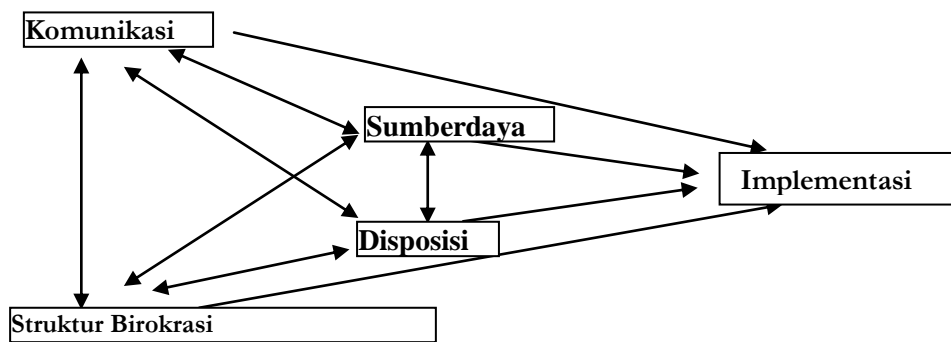 Komunikasi
Sumberdaya
Implementasi
Disposisi
Struktur Birokrasi